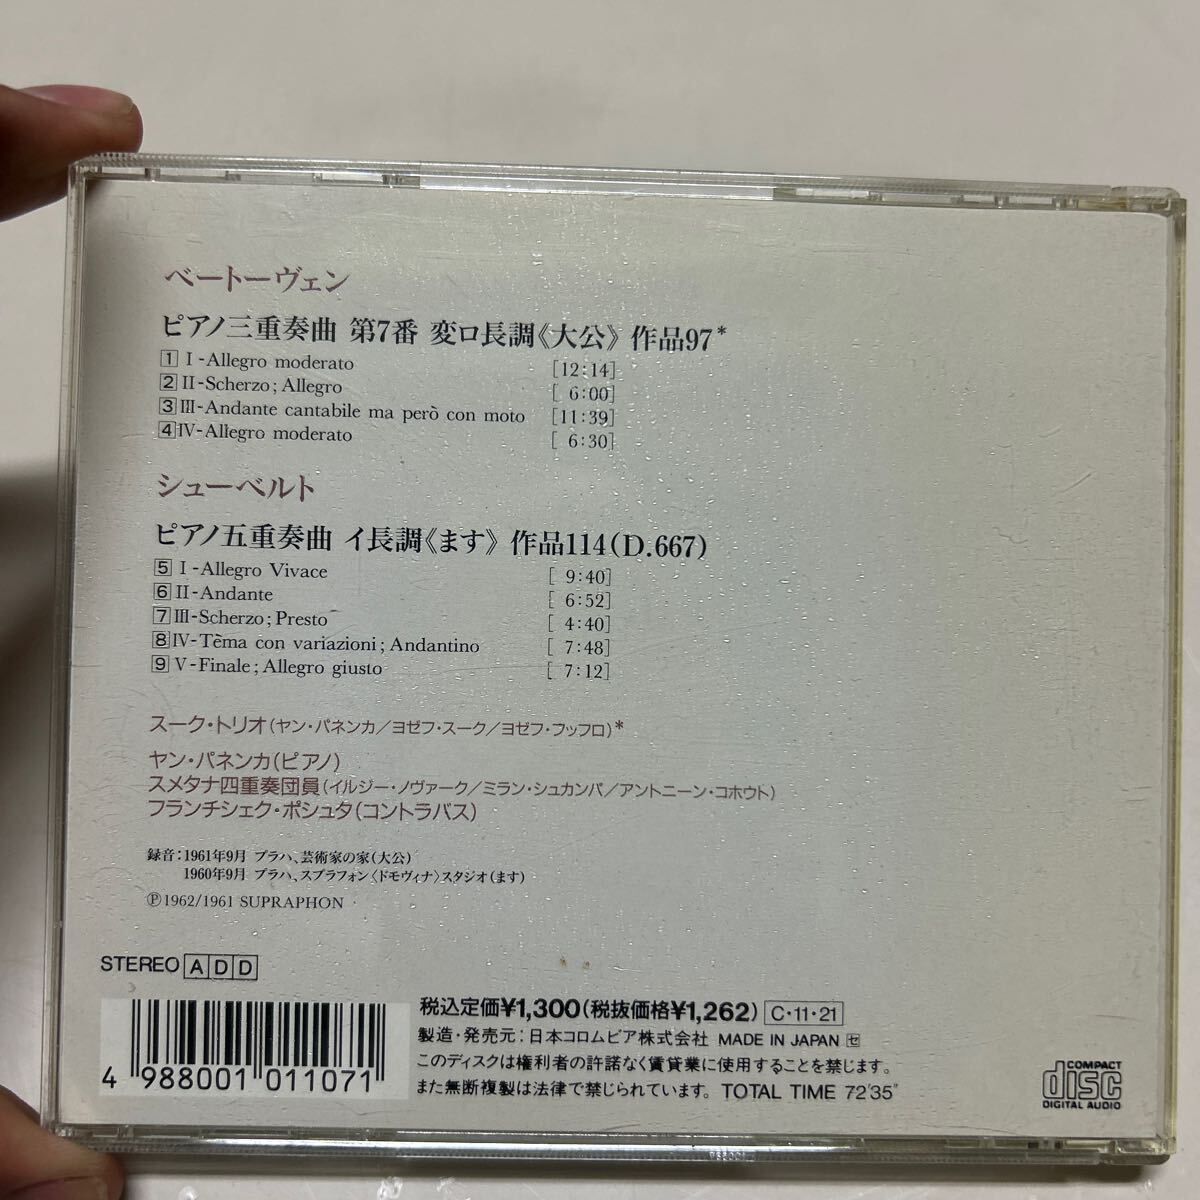 ベートーヴェン
ピアノ三重奏曲 第7番 変ロ長調《大公》 作品97*
1 I-Allegro moderato [12:14]
2 II-Scherzo; Allegro [ 6:00]
3 III-Andante cantabile ma però con moto [11:39]
4 IV-Allegro moderato [ 6:30]
シューベルト
ピアノ五重奏曲 イ長調《ます》 作品114(D.667)
5 I-Allegro Vivace [ 9:40]
6 II-Andante [ 6:52]
7 III-Scherzo; Presto [ 4:40]
8 IV-Tèma con variazioni; Andantino [ 7:48]
9 V-Finale; Allegro giusto [ 7:12]
スーク・トリオ(ヤン・パネンカ/ヨゼフ・スーク/ヨゼフ・フッフロ)*
ヤン・パネンカ(ピアノ)
スメタナ四重奏団員(イルジー・ノヴァーク/ミラン・シュカンパ/アントニーン・コホウト)
フランチシェク・ポシュタ(コントラバス)
録音:1961年9月 プラハ、芸術家の家(大公)
1960年9月 プラハ、スプラフォン〈ドモヴィナ〉スタジオ(ます)
Ⓟ1962/1961 SUPRAPHON
STEREO ADD
税込定価¥1,300(税抜価格¥1,262) C・11・21
製造・発売元:日本コロムビア株式会社 MADE IN JAPAN セ
このディスクは権利者の許諾なく賃貸業に使用することを禁じます。
また無断複製は法律で禁じられています。 TOTAL TIME 72'35"
4 988001 011071
COMPACT
disc
DIGITAL AUDIO